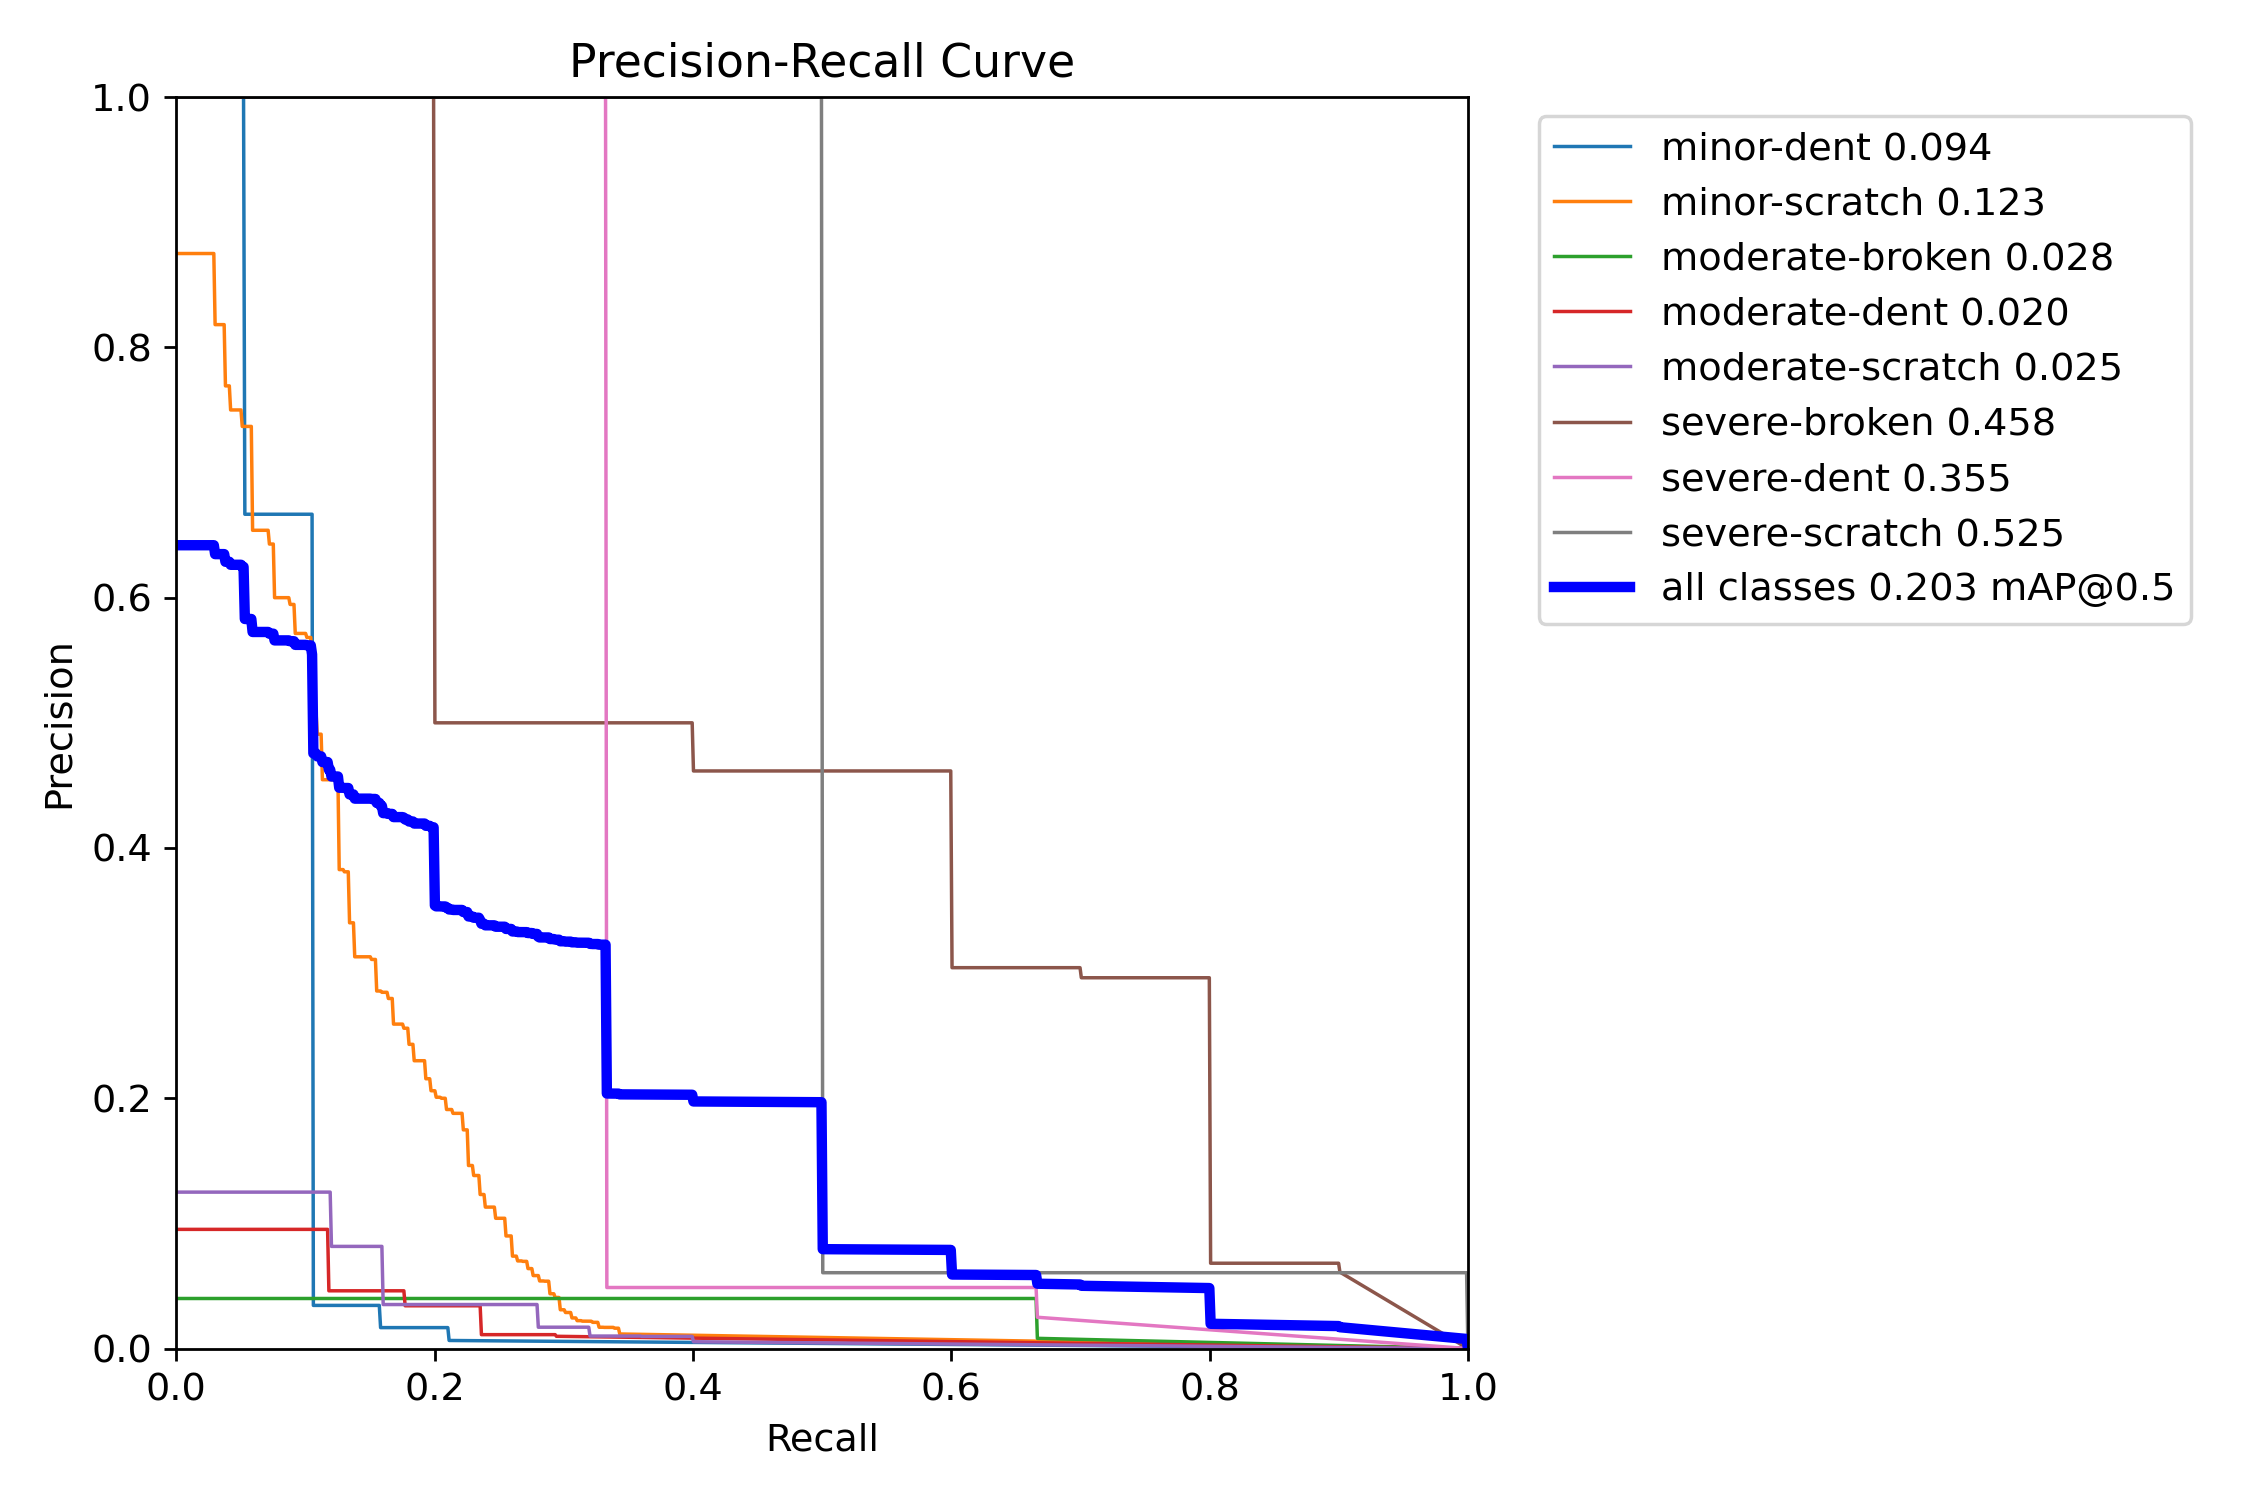 Precision-Recall Curve
1.0
0.8
0.6
0.4
0.2
0.0
Precision
0.0 0.2 0.4 0.6 0.8 1.0
Recall
minor-dent 0.094
minor-scratch 0.123
moderate-broken 0.028
moderate-dent 0.020
moderate-scratch 0.025
severe-broken 0.458
severe-dent 0.355
severe-scratch 0.525
all classes 0.203 mAP@0.5